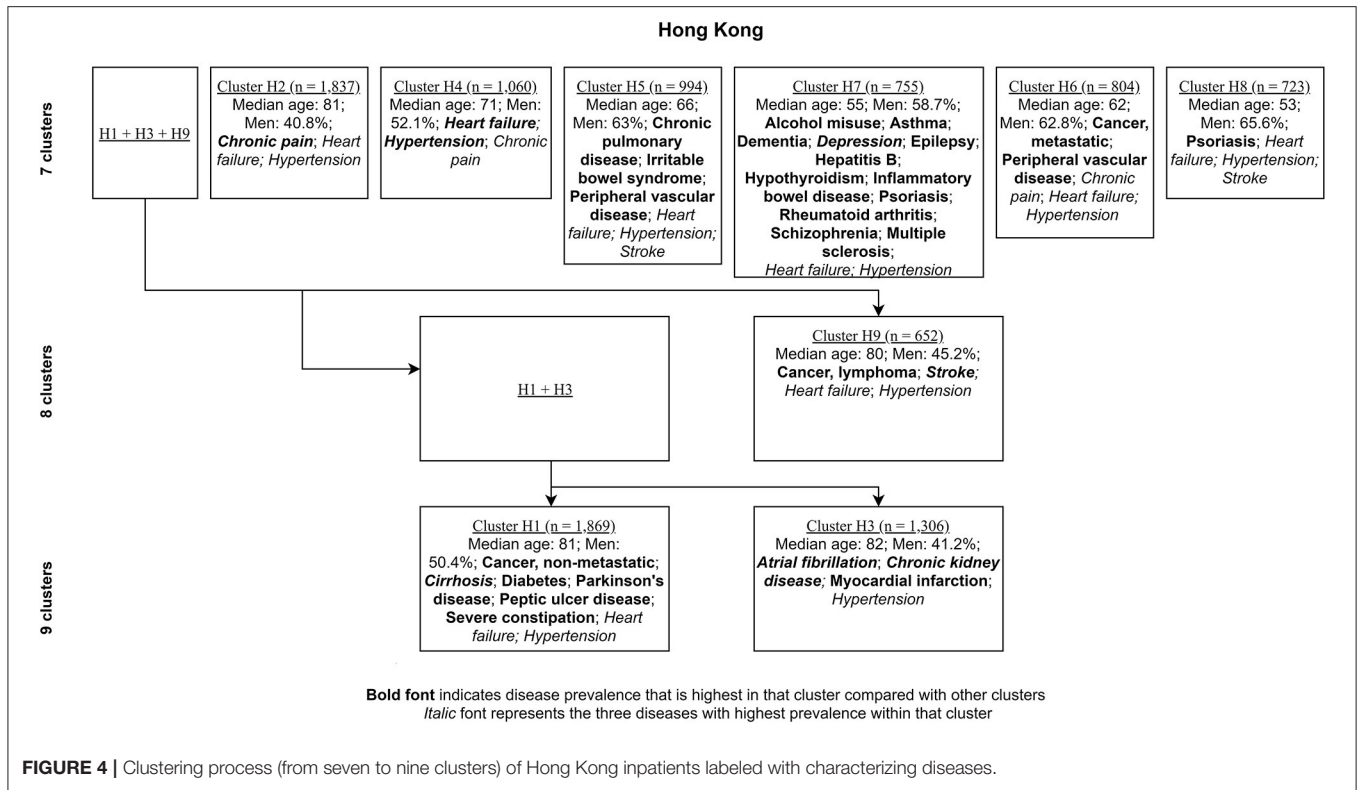 Hong Kong
7 clusters
H1 + H3 + H9
Cluster H2 (n = 1,837)
Median age: 81;
Men: 40.8%;
Chronic pain; Heart
failure; Hypertension
Cluster H4 (n = 1,060)
Median age: 71; Men:
52.1%; Heart failure;
Hypertension; Chronic
pain
Cluster H5 (n = 994)
Median age: 66;
Men: 63%; Chronic
pulmonary
disease; Irritable
bowel syndrome;
Peripheral vascular
disease; Heart
failure; Hypertension;
Stroke
Cluster H7 (n = 755)
Median age: 55; Men: 58.7%;
Alcohol misuse; Asthma;
Dementia; Depression; Epilepsy;
Hepatitis B;
Hypothyroidism; Inflammatory
bowel disease; Psoriasis;
Rheumatoid arthritis;
Schizophrenia; Multiple
sclerosis;
Heart failure; Hypertension
Cluster H6 (n = 804)
Median age: 62;
Men: 62.8%; Cancer,
metastatic;
Peripheral vascular
disease; Chronic
pain; Heart failure;
Hypertension
Cluster H8 (n = 723)
Median age: 53;
Men: 65.6%;
Psoriasis; Heart
failure; Hypertension;
Stroke
8 clusters
H1 + H3
Cluster H9 (n = 652)
Median age: 80; Men: 45.2%;
Cancer, lymphoma; Stroke;
Heart failure; Hypertension
9 clusters
Cluster H1 (n = 1,869)
Median age: 81; Men:
50.4%; Cancer, non-metastatic;
Cirrhosis; Diabetes; Parkinson's
disease; Peptic ulcer disease;
Severe constipation; Heart
failure; Hypertension
Cluster H3 (n = 1,306)
Median age: 82; Men: 41.2%;
Atrial fibrillation; Chronic kidney
disease; Myocardial infarction;
Hypertension
Bold font indicates disease prevalence that is highest in that cluster compared with other clusters
Italic font represents the three diseases with highest prevalence within that cluster
FIGURE 4 | Clustering process (from seven to nine clusters) of Hong Kong inpatients labeled with characterizing diseases.